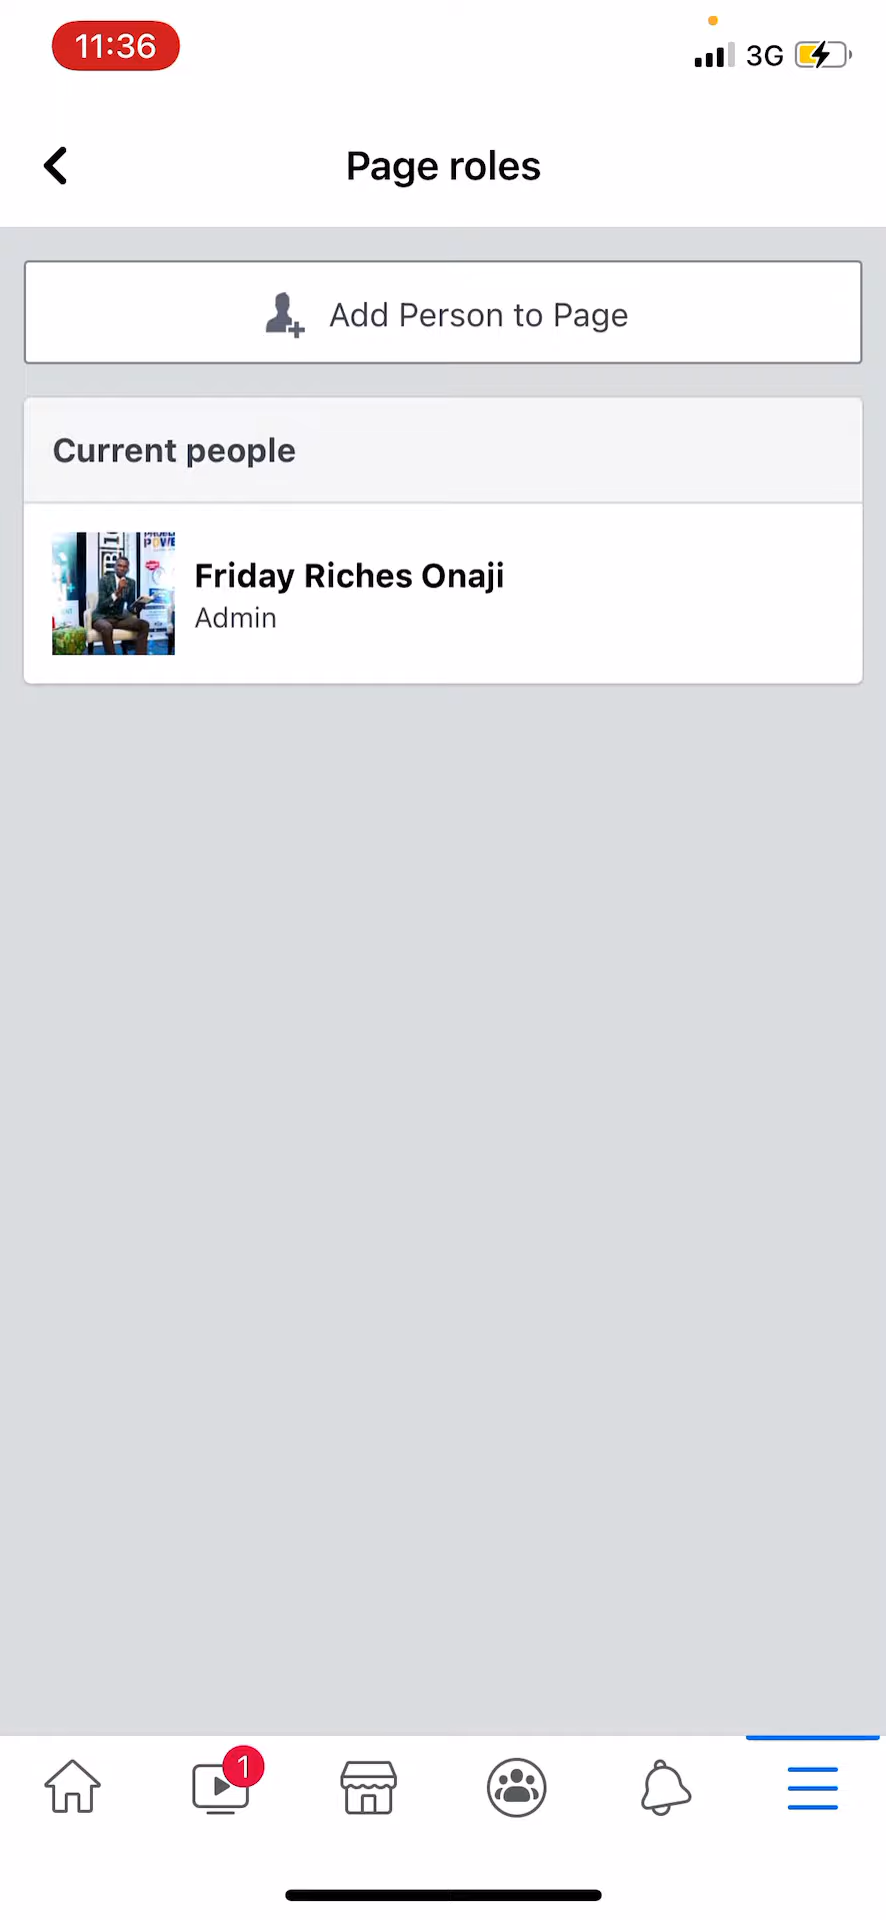 11:36
3G
Page roles
Add Person to Page
Current people
Friday Riches Onaji
Admin
1